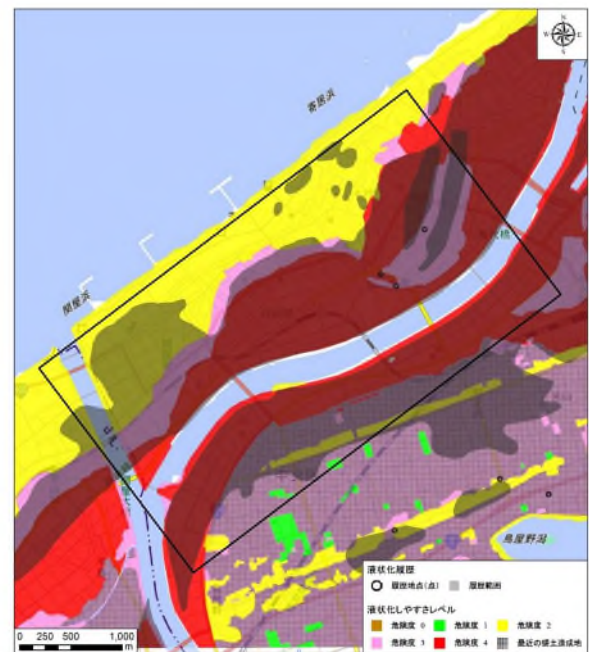 N
W E
S
寄居浜
関屋浜
鳥屋野潟
液状化履歴
履歴地点(点) 履歴範囲
液状化しやすさレベル
危険度 0 危険度 1 危険度 2
危険度 3 危険度 4 最近の盛土造成地
0 250 500 1,000
m